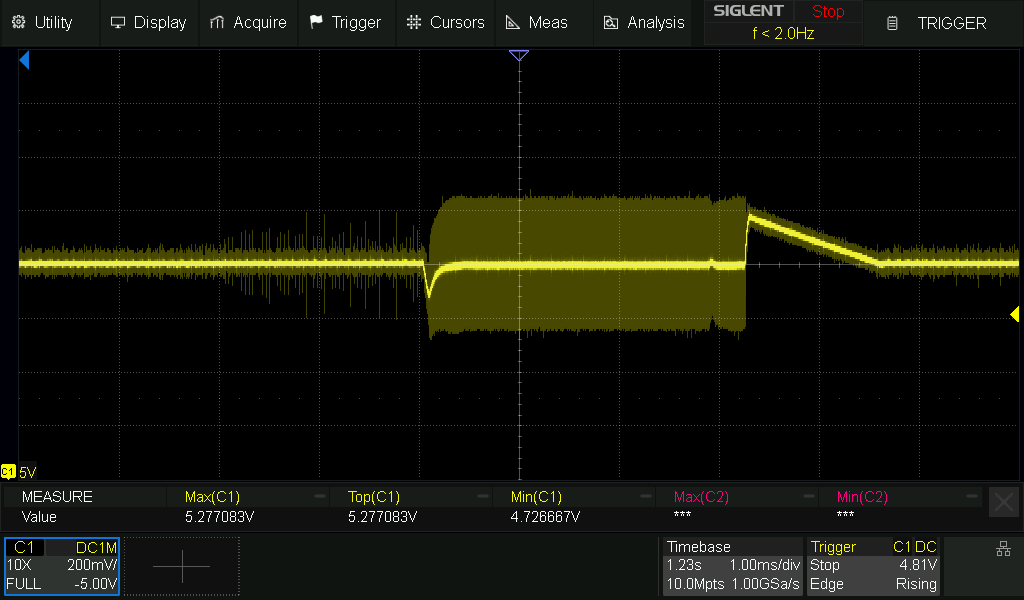 Utility Display Acquire Trigger Cursors Meas Analysis SIGLENT Stop TRIGGER
f < 2.0Hz
C1 5V
MEASURE Max(C1) Top(C1) Min(C1) Max(C2) Min(C2)
Value 5.277083V 5.277083V 4.726667V *** ***
C1 DC1M Timebase Trigger C1 DC
10X 200mV/ 1.23s 1.00ms/div Stop 4.81V
FULL -5.00V 10.0Mpts 1.00GSa/s Edge Rising